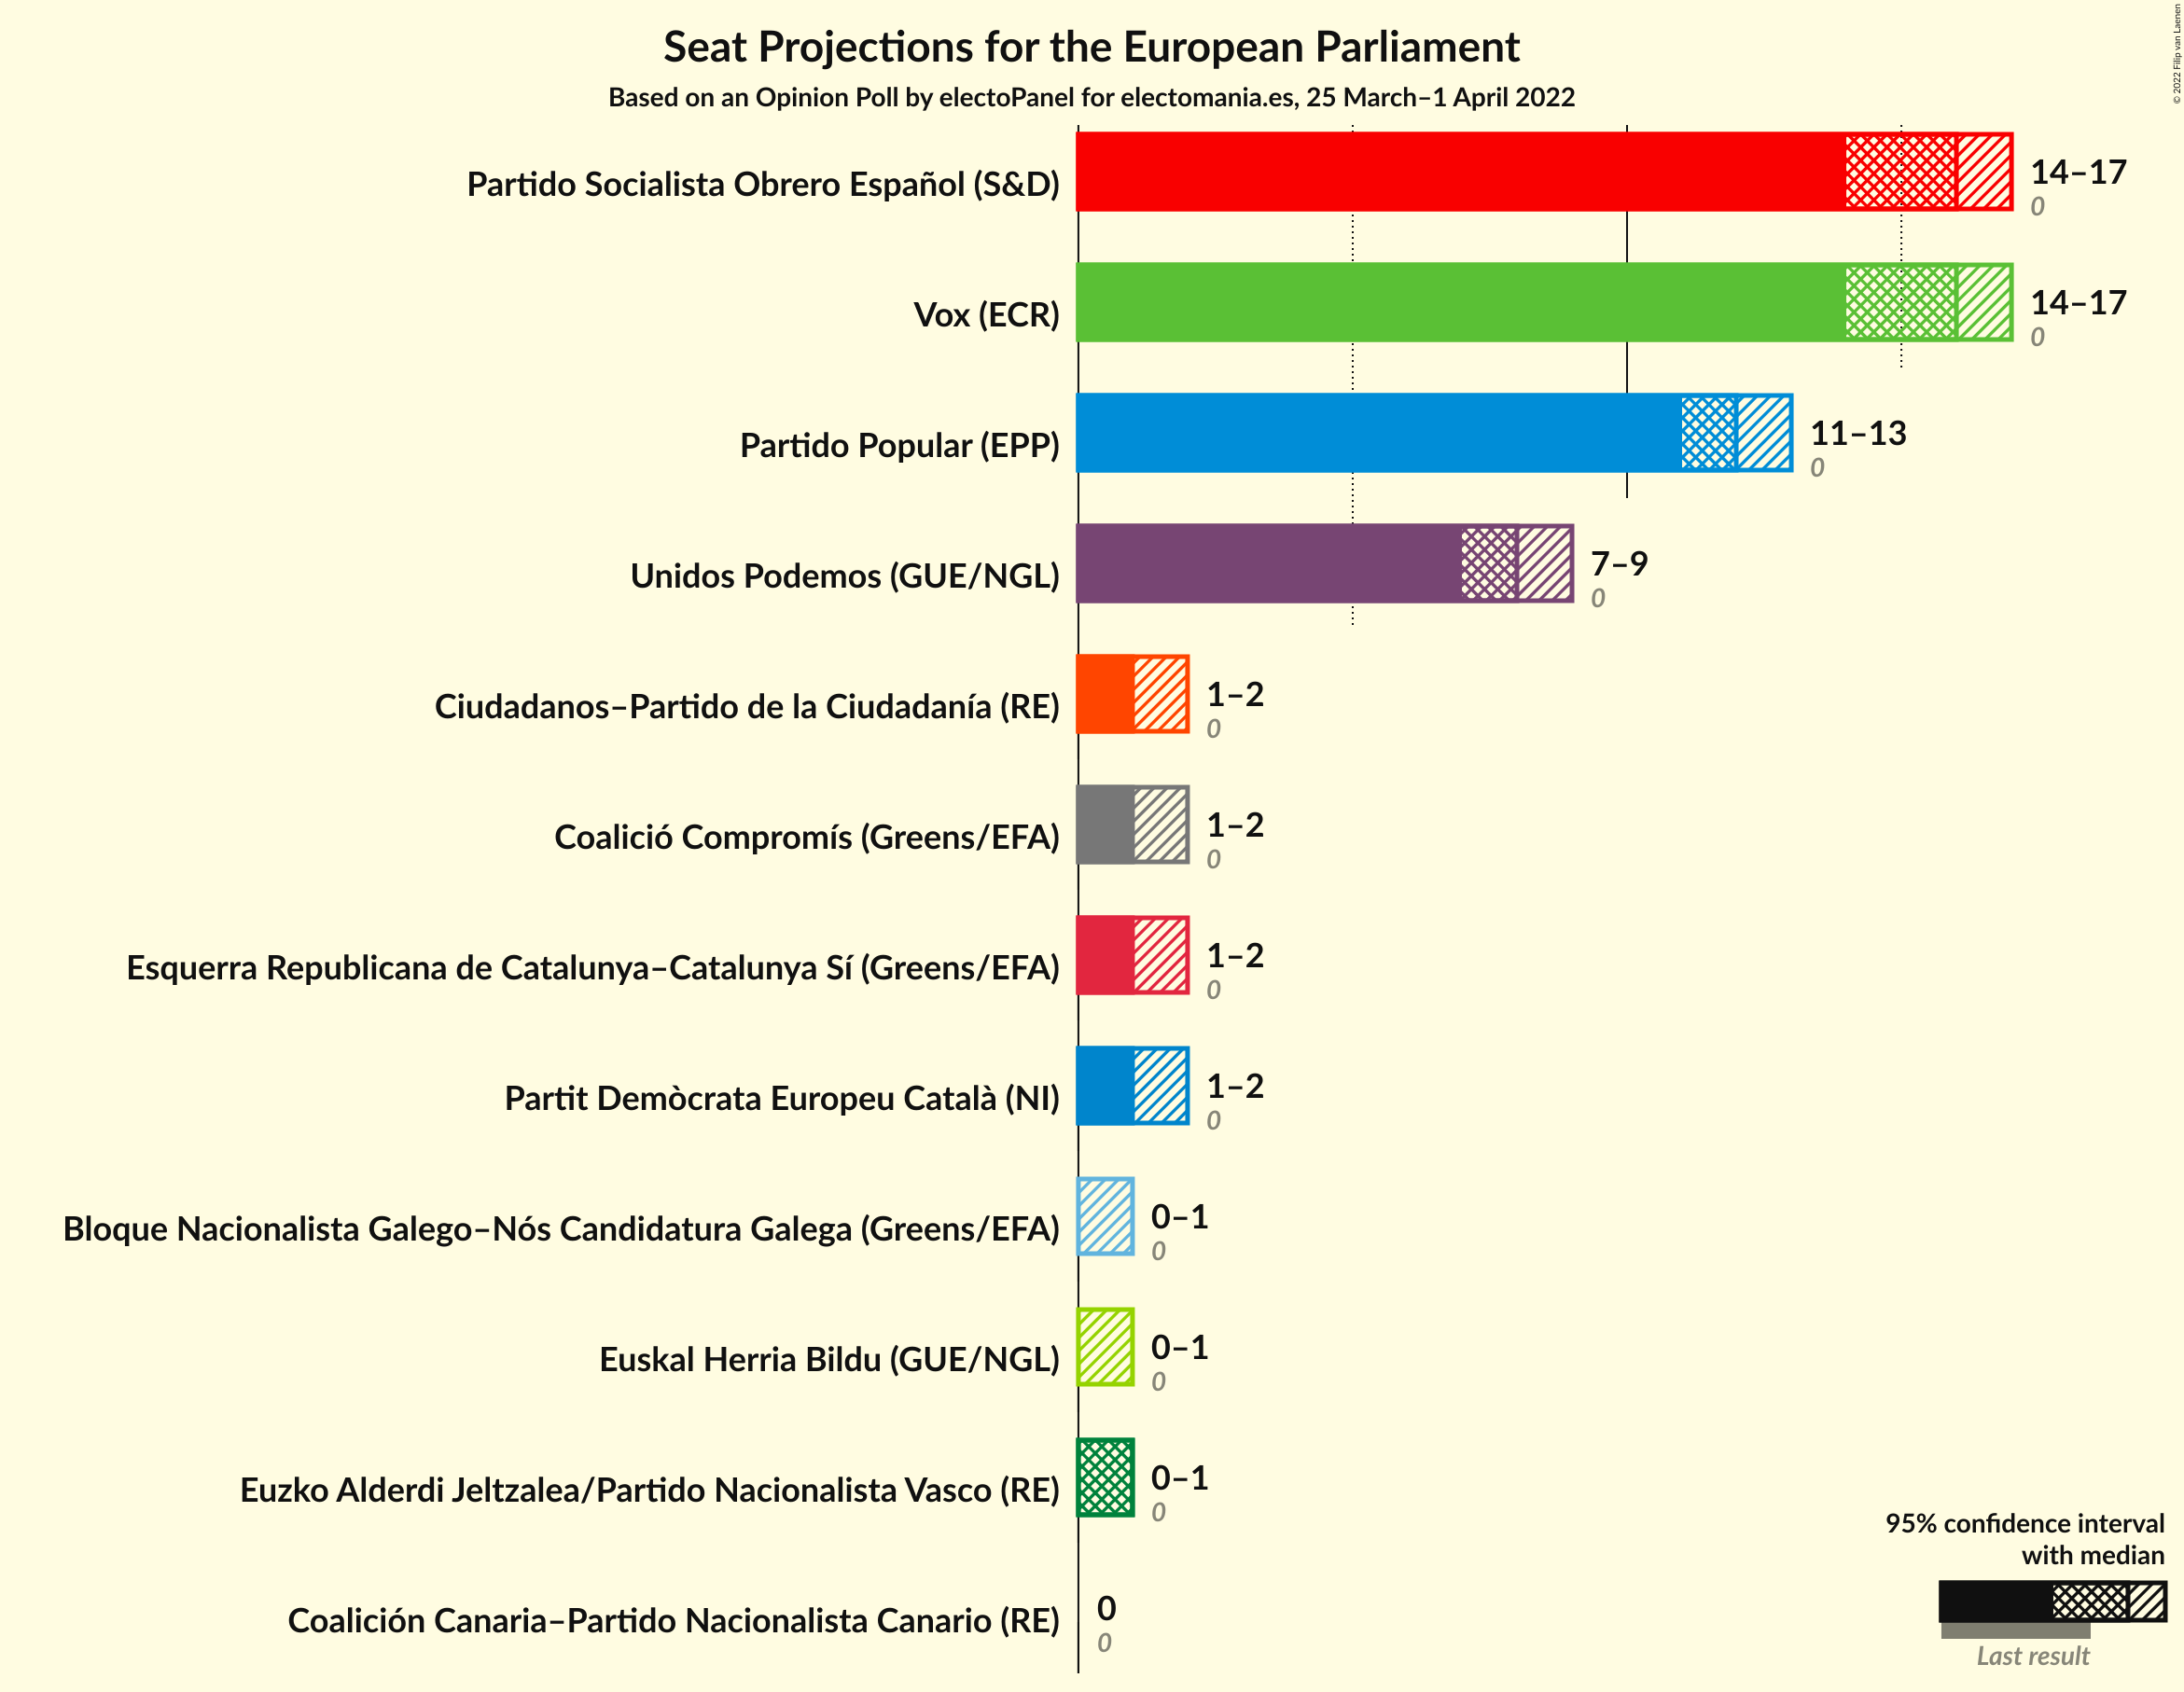 Seat Projections for the European Parliament
Based on an Opinion Poll by electoPanel for electomania.es, 25 March–1 April 2022
© 2022 Filip van Laenen
Partido Socialista Obrero Español (S&D)
14–17
0
Vox (ECR)
14–17
0
Partido Popular (EPP)
11–13
0
Unidos Podemos (GUE/NGL)
7–9
0
Ciudadanos–Partido de la Ciudadanía (RE)
1–2
0
Coalició Compromís (Greens/EFA)
1–2
0
Esquerra Republicana de Catalunya–Catalunya Sí (Greens/EFA)
1–2
0
Partit Demòcrata Europeu Català (NI)
1–2
0
Bloque Nacionalista Galego–Nós Candidatura Galega (Greens/EFA)
0–1
0
Euskal Herria Bildu (GUE/NGL)
0–1
0
Euzko Alderdi Jeltzalea/Partido Nacionalista Vasco (RE)
0–1
0
Coalición Canaria–Partido Nacionalista Canario (RE)
0
0
95% confidence interval
with median
Last result